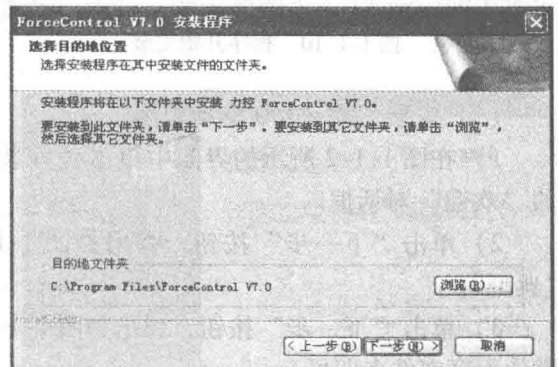 ForceControl V7.0 安装程序
选择目的地位置
选择安装程序在其中安装文件的文件夹。
安装程序将在以下文件夹中安装 力控 ForceControl V7.0。
要安装到此文件夹,请单击“下一步”。要安装到其它文件夹,请单击“浏览”,
然后选择其它文件夹。
目的地文件夹
C:\Program Files\ForceControl V7.0
浏览(R)...
<上一步(B)
下一步(N) >
取消